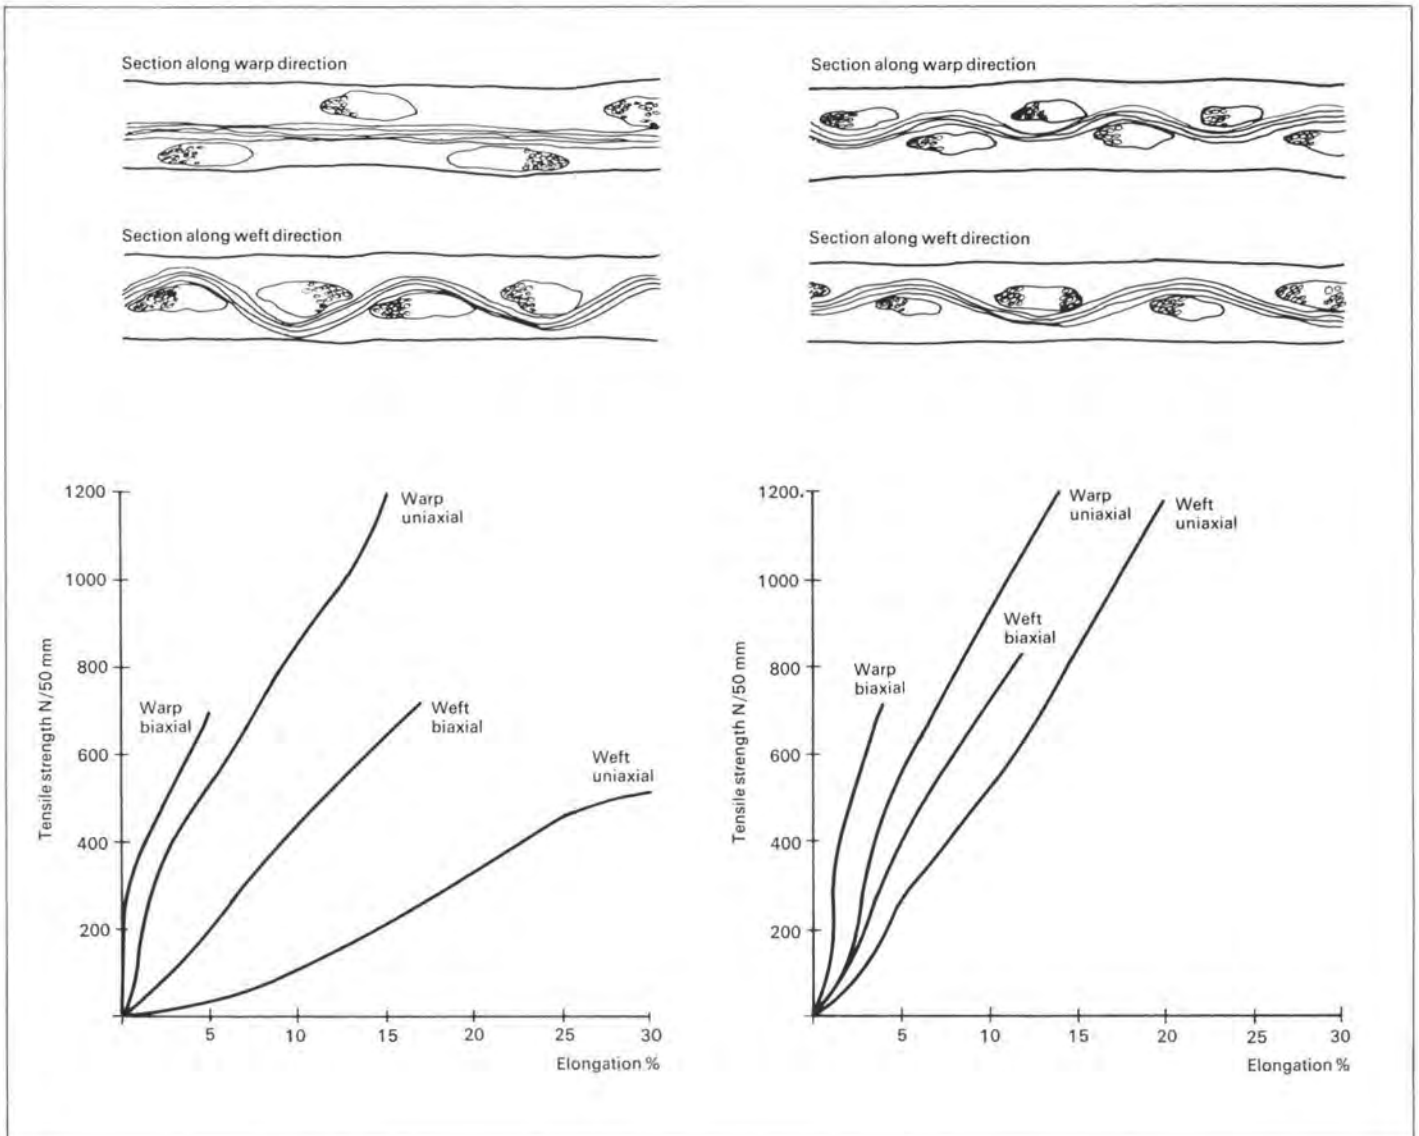 Section along warp direction
Section along weft direction
Section along warp direction
Section along weft direction
Tensile strength N/50 mm
1200
1000
800
600
400
200
5
10
15
20
25
30
Elongation %
Warp
biaxial
Warp
uniaxial
Weft
biaxial
Weft
uniaxial
Tensile strength N/50 mm
1200.
1000
800
600
400
200
5
10
15
20
25
30
Elongation %
Warp
biaxial
Weft
biaxial
Warp
uniaxial
Weft
uniaxial